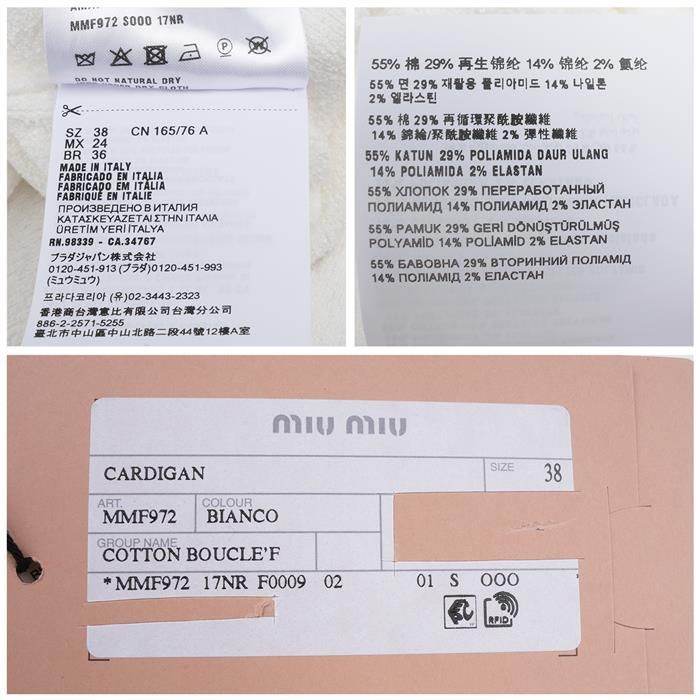 MMF972 S000 17NR
DO NOT NATURAL DRY
SZ 38 CN 165/76 A
MX 24
BR 36
MADE IN ITALY
FABRICADO EN ITALIA
FABRICADO EM ITÁLIA
FABRIQUÉ EN ITALIE
ПРОИЗВЕДЕНО В ИТАЛИЯ
ΚΑΤΑΣΚΕΥΑΖΕΤΑΙ ΣΤΗΝ ΙΤΑΛΙΑ
ÜRETİM YERİ İTALYA
RN.98339 - CA.34767
プラダジャパン株式会社
0120-451-913 (プラダ) 0120-451-993
(ミュウミュウ)
프라다코리아 (유) 02-3443-2323
香港商台灣意比有限公司台灣分公司
886-2-2571-5255
臺北市中山區中山北路二段44號12樓A室
55% 棉 29% 再生锦纶 14% 锦纶 2% 氨纶
55% 면 29% 재활용 폴리아미드 14% 나일론
2% 엘라스틴
55% 棉 29% 再循環聚酰胺纖維
14% 錦綸/聚酰胺纖維 2% 彈性纖維
55% KATUN 29% POLIAMIDA DAUR ULANG
14% POLIAMIDA 2% ELASTAN
55% ХЛОПОК 29% ПЕРЕРАБОТАННЫЙ
ПОЛИАМИД 14% ПОЛИАМИД 2% ЭЛАСТАН
55% PAMUK 29% GERİ DÖNÜŞTÜRÜLMÜŞ
POLYAMİD 14% POLİAMİD 2% ELASTAN
55% БАВОВНА 29% ВТОРИННИЙ ПОЛІАМІД
14% ПОЛІАМІД 2% ЕЛАСТАН
miu miu
CARDIGAN SIZE 38
ART. COLOUR
MMF972 BIANCO
GROUP NAME
COTTON BOUCLE'F
*MMF972 17NR F0009 02 01 S OOO
RFID